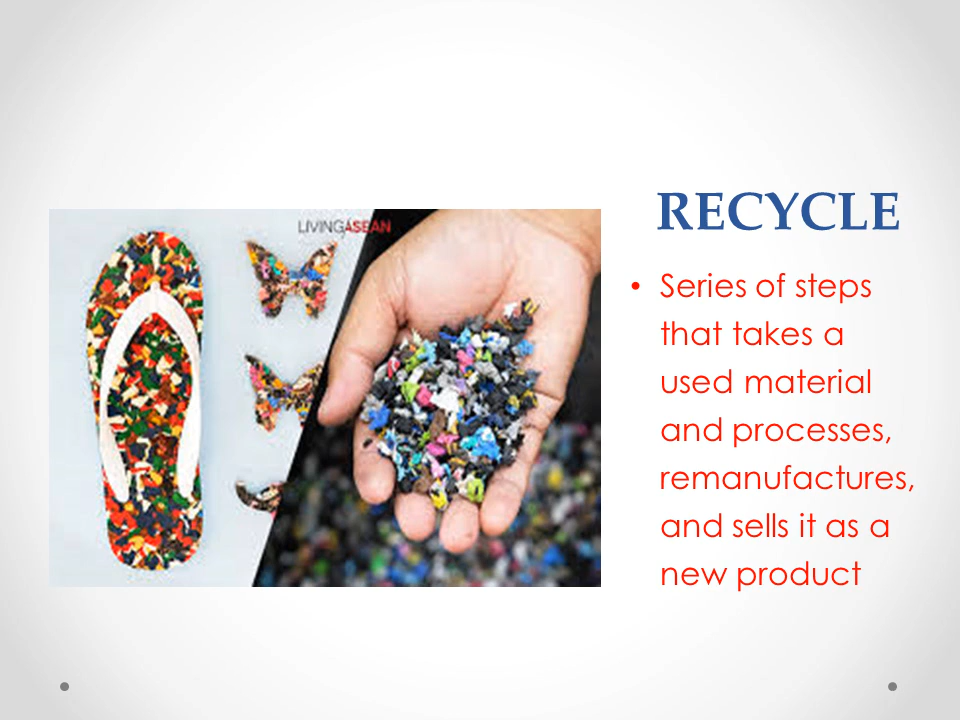 LIVINGASEAN
RECYCLE
• Series of steps
that takes a
used material
and processes,
remanufactures,
and sells it as a
new product